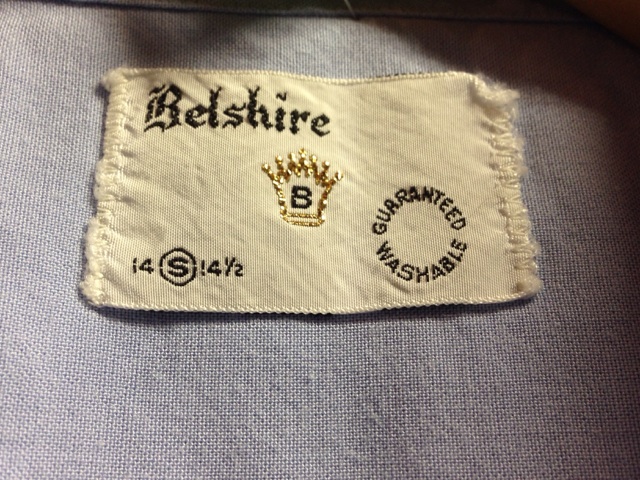 Belshire
B
GUARANTEED
WASHABLE
14 S 14½